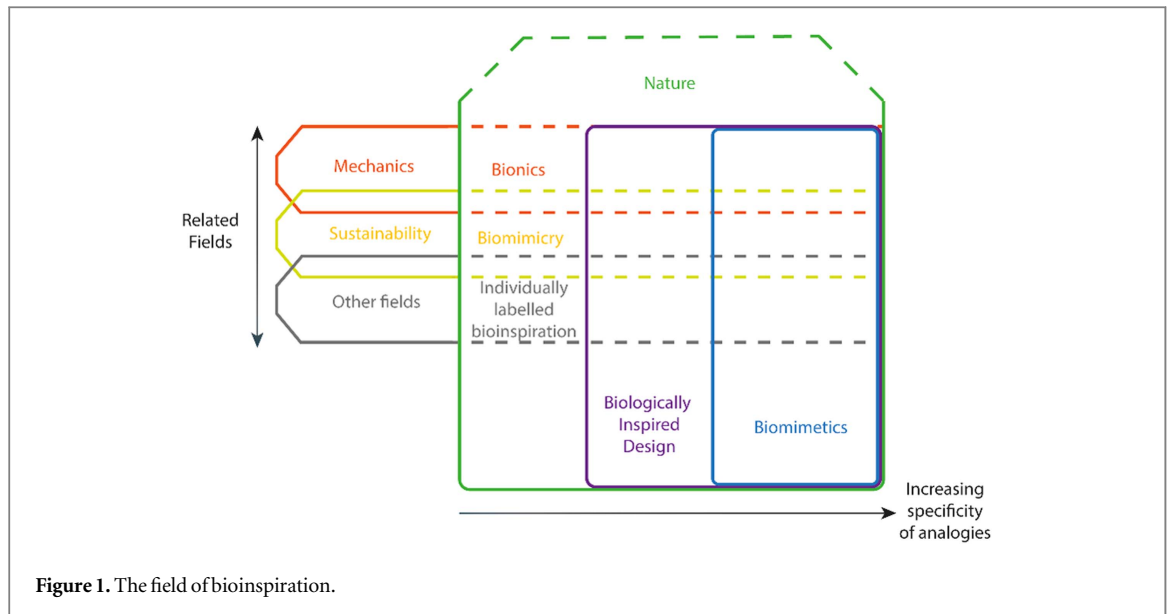 Nature
Mechanics
Bionics
Related
Fields
Sustainability
Biomimicry
Other fields
Individually
labelled
bioinspiration
Biologically
Inspired
Design
Biomimetics
Increasing
specificity
of analogies
Figure 1. The field of bioinspiration.